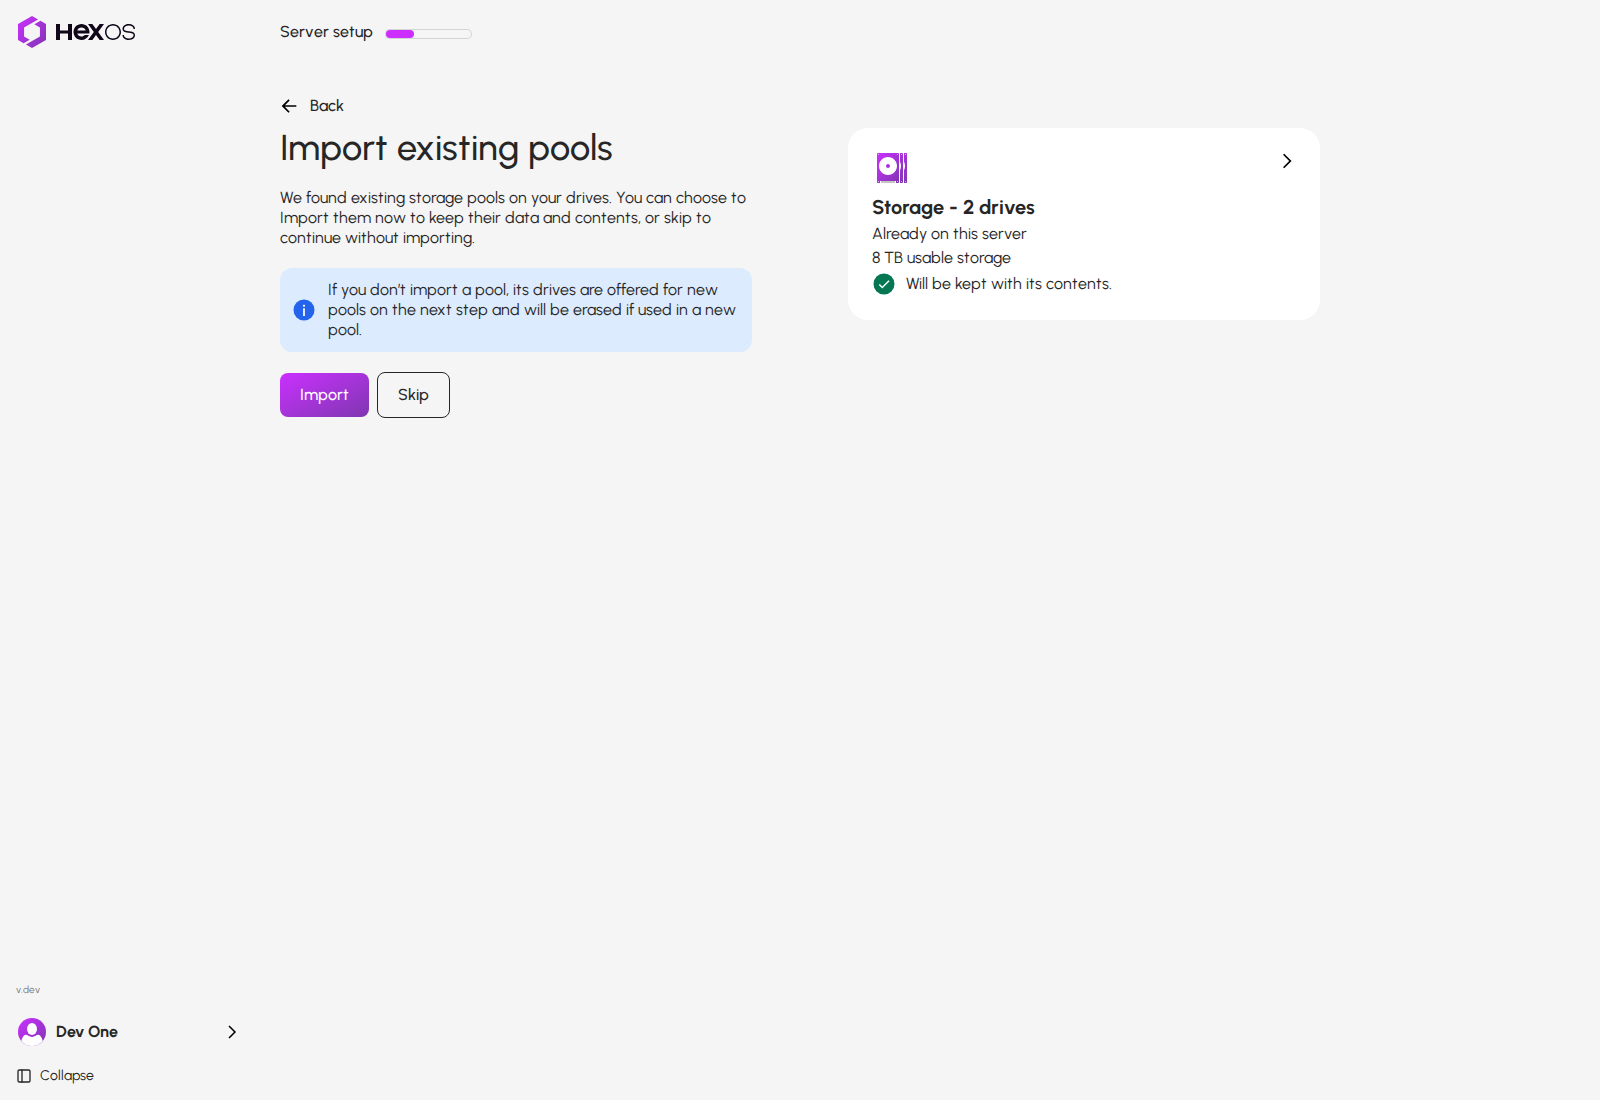 HexOS
Server setup
Back
Import existing pools
We found existing storage pools on your drives. You can choose to
Import them now to keep their data and contents, or skip to
continue without importing.
If you don't import a pool, its drives are offered for new
pools on the next step and will be erased if used in a new
pool.
Import
Skip
Storage - 2 drives
Already on this server
8 TB usable storage
Will be kept with its contents.
v.dev
Dev One
Collapse